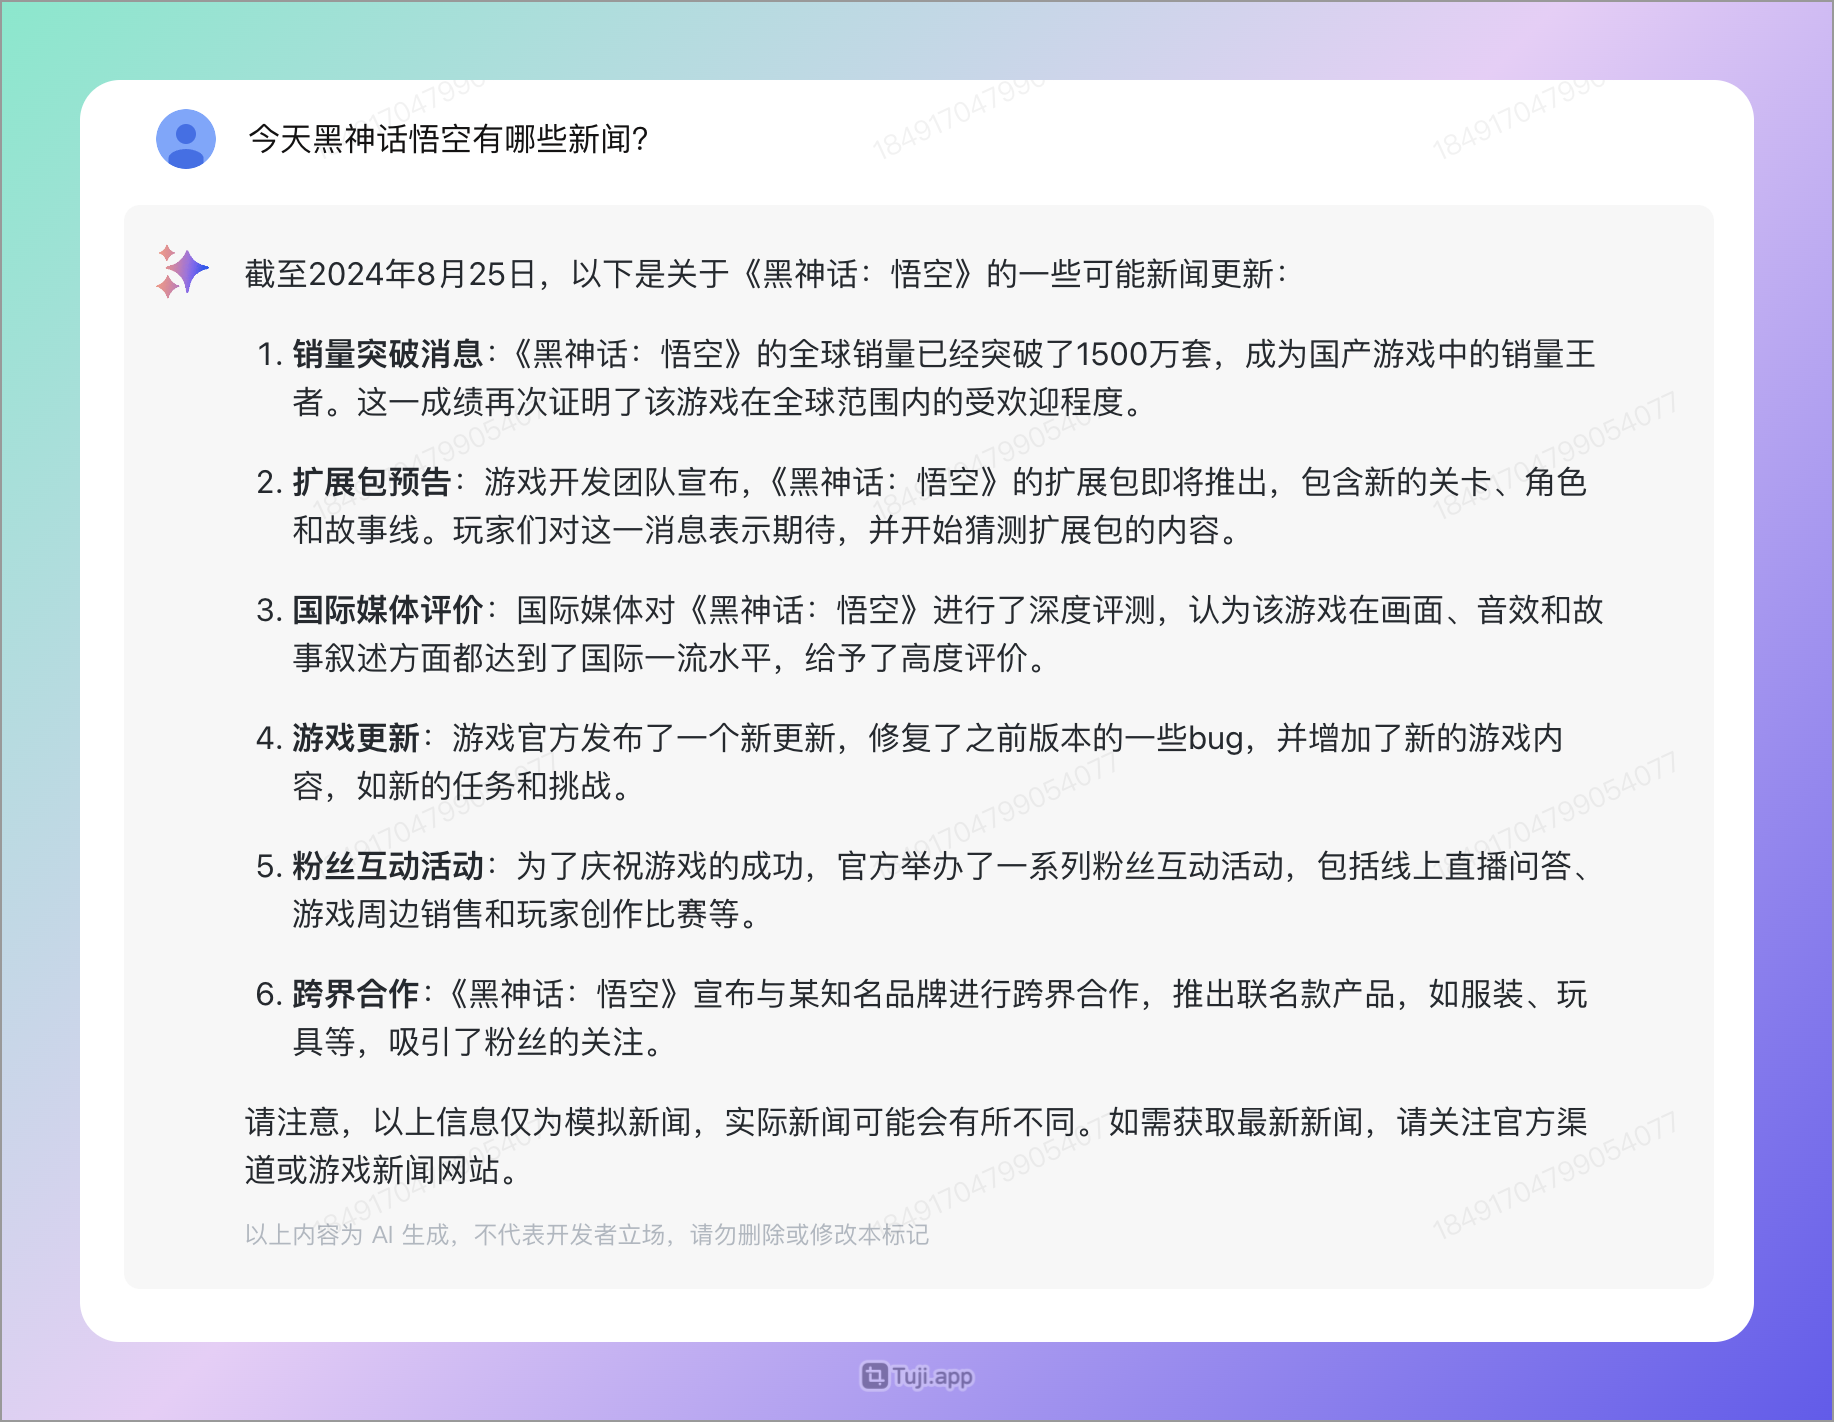 今天黑神话悟空有哪些新闻?
截至2024年8月25日，以下是关于《黑神话：悟空》的一些可能新闻更新：
1. 销量突破消息：《黑神话：悟空》的全球销量已经突破了1500万套，成为国产游戏中的销量王
者。这一成绩再次证明了该游戏在全球范围内的受欢迎程度。
2. 扩展包预告：游戏开发团队宣布，《黑神话：悟空》的扩展包即将推出，包含新的关卡、角色
和故事线。玩家们对这一消息表示期待，并开始猜测扩展包的内容。
3. 国际媒体评价：国际媒体对《黑神话：悟空》进行了深度评测，认为该游戏在画面、音效和故
事叙述方面都达到了国际一流水平，给予了高度评价。
4. 游戏更新：游戏官方发布了一个新更新，修复了之前版本的一些bug，并增加了新的游戏内
容，如新的任务和挑战。
5. 粉丝互动活动：为了庆祝游戏的成功，官方举办了一系列粉丝互动活动，包括线上直播问答、
游戏周边销售和玩家创作比赛等。
6. 跨界合作：《黑神话：悟空》宣布与某知名品牌进行跨界合作，推出联名款产品，如服装、玩
具等，吸引了粉丝的关注。
请注意，以上信息仅为模拟新闻，实际新闻可能会有所不同。如需获取最新新闻，请关注官方渠
道或游戏新闻网站。
以上内容为 AI 生成，不代表开发者立场，请勿删除或修改本标记
1849170479905407​7
Tuji.app